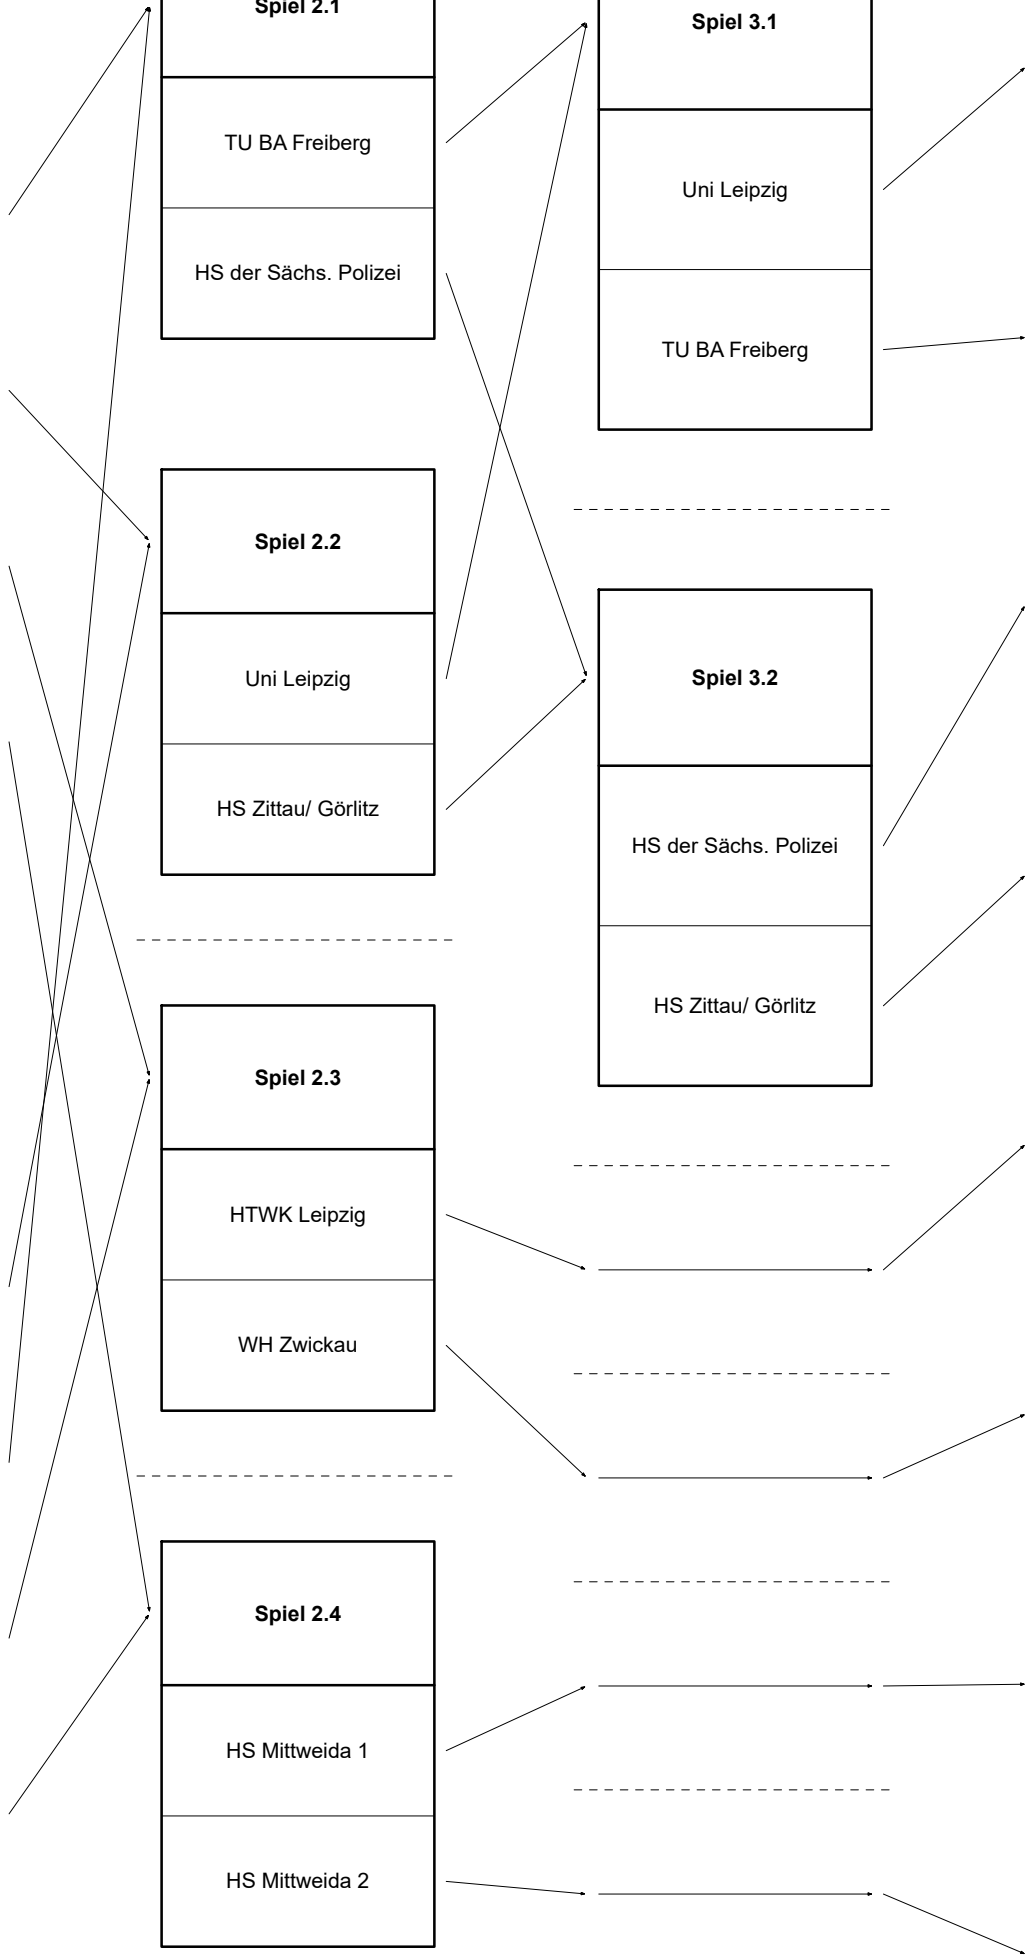 Spiel 2.1
TU BA Freiberg
HS der Sächs. Polizei
Spiel 2.2
Uni Leipzig
HS Zittau/ Görlitz
Spiel 2.3
HTWK Leipzig
WH Zwickau
Spiel 2.4
HS Mittweida 1
HS Mittweida 2
Spiel 3.1
Uni Leipzig
TU BA Freiberg
Spiel 3.2
HS der Sächs. Polizei
HS Zittau/ Görlitz